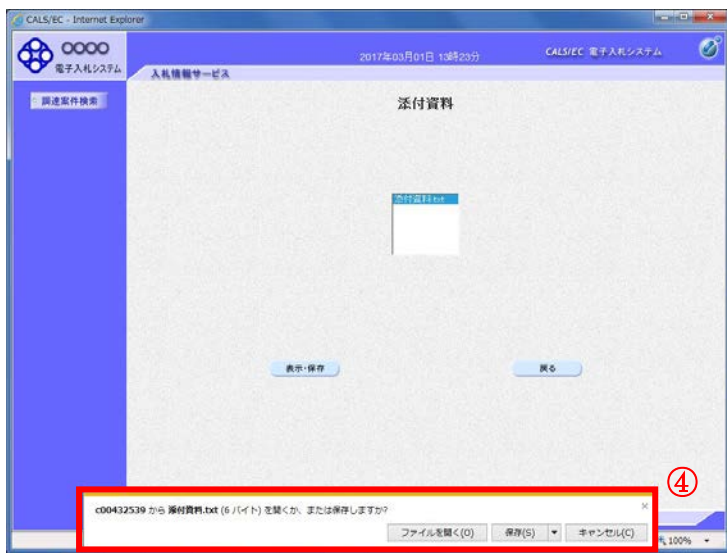 CALS/EC - Internet Explorer
OOOO
電子入札システム
2017年03月01日 13時23分
CALS/EC 電子入札システム
入札情報サービス
調達案件検索
添付資料
添付資料.txt
表示・保存
戻る
④
c00432539 から 添付資料.txt (6 バイト) を開くか、または保存しますか?
×
ファイルを開く(O)
保存(S)
キャンセル(C)
100%